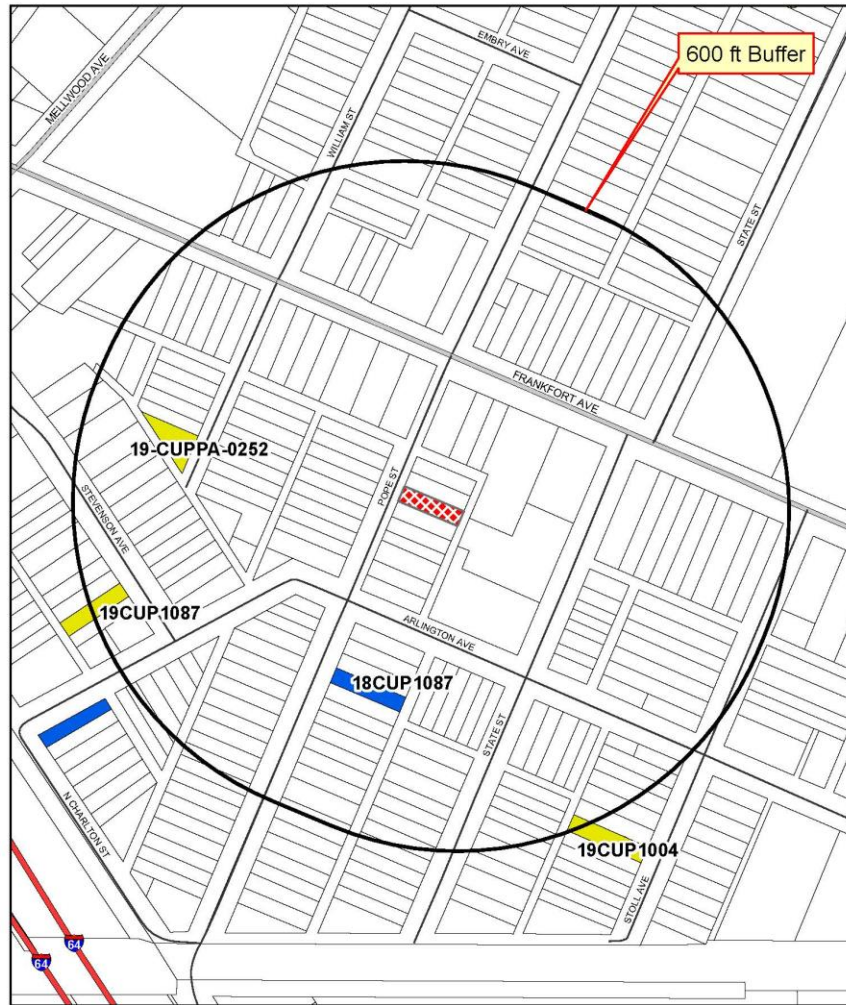 EMBRY AVE
600 ft Buffer
MELLWOOD AVE
WILLIAM ST
STATE ST
FRANKFORT AVE
19-CUPPA-0252
POPE ST
STEVENSON AVE
19CUP1087
ARLINGTON AVE
18CUP1087
STATE ST
N CHARLTON ST
19CUP1004
STOLL AVE
64
64